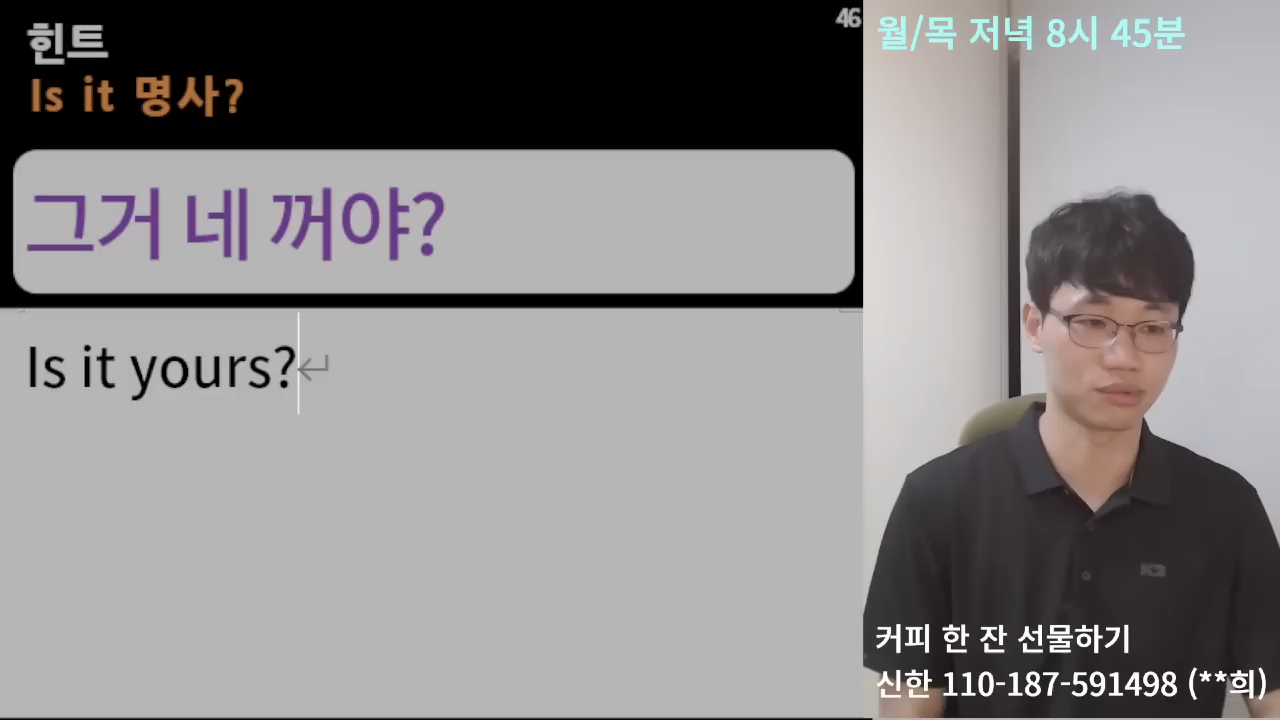 힌트
Is it 명사?
46
그거 네 꺼야?
Is it yours?↵
월/목 저녁 8시 45분
커피 한 잔 선물하기
신한 110-187-591498 (**희)